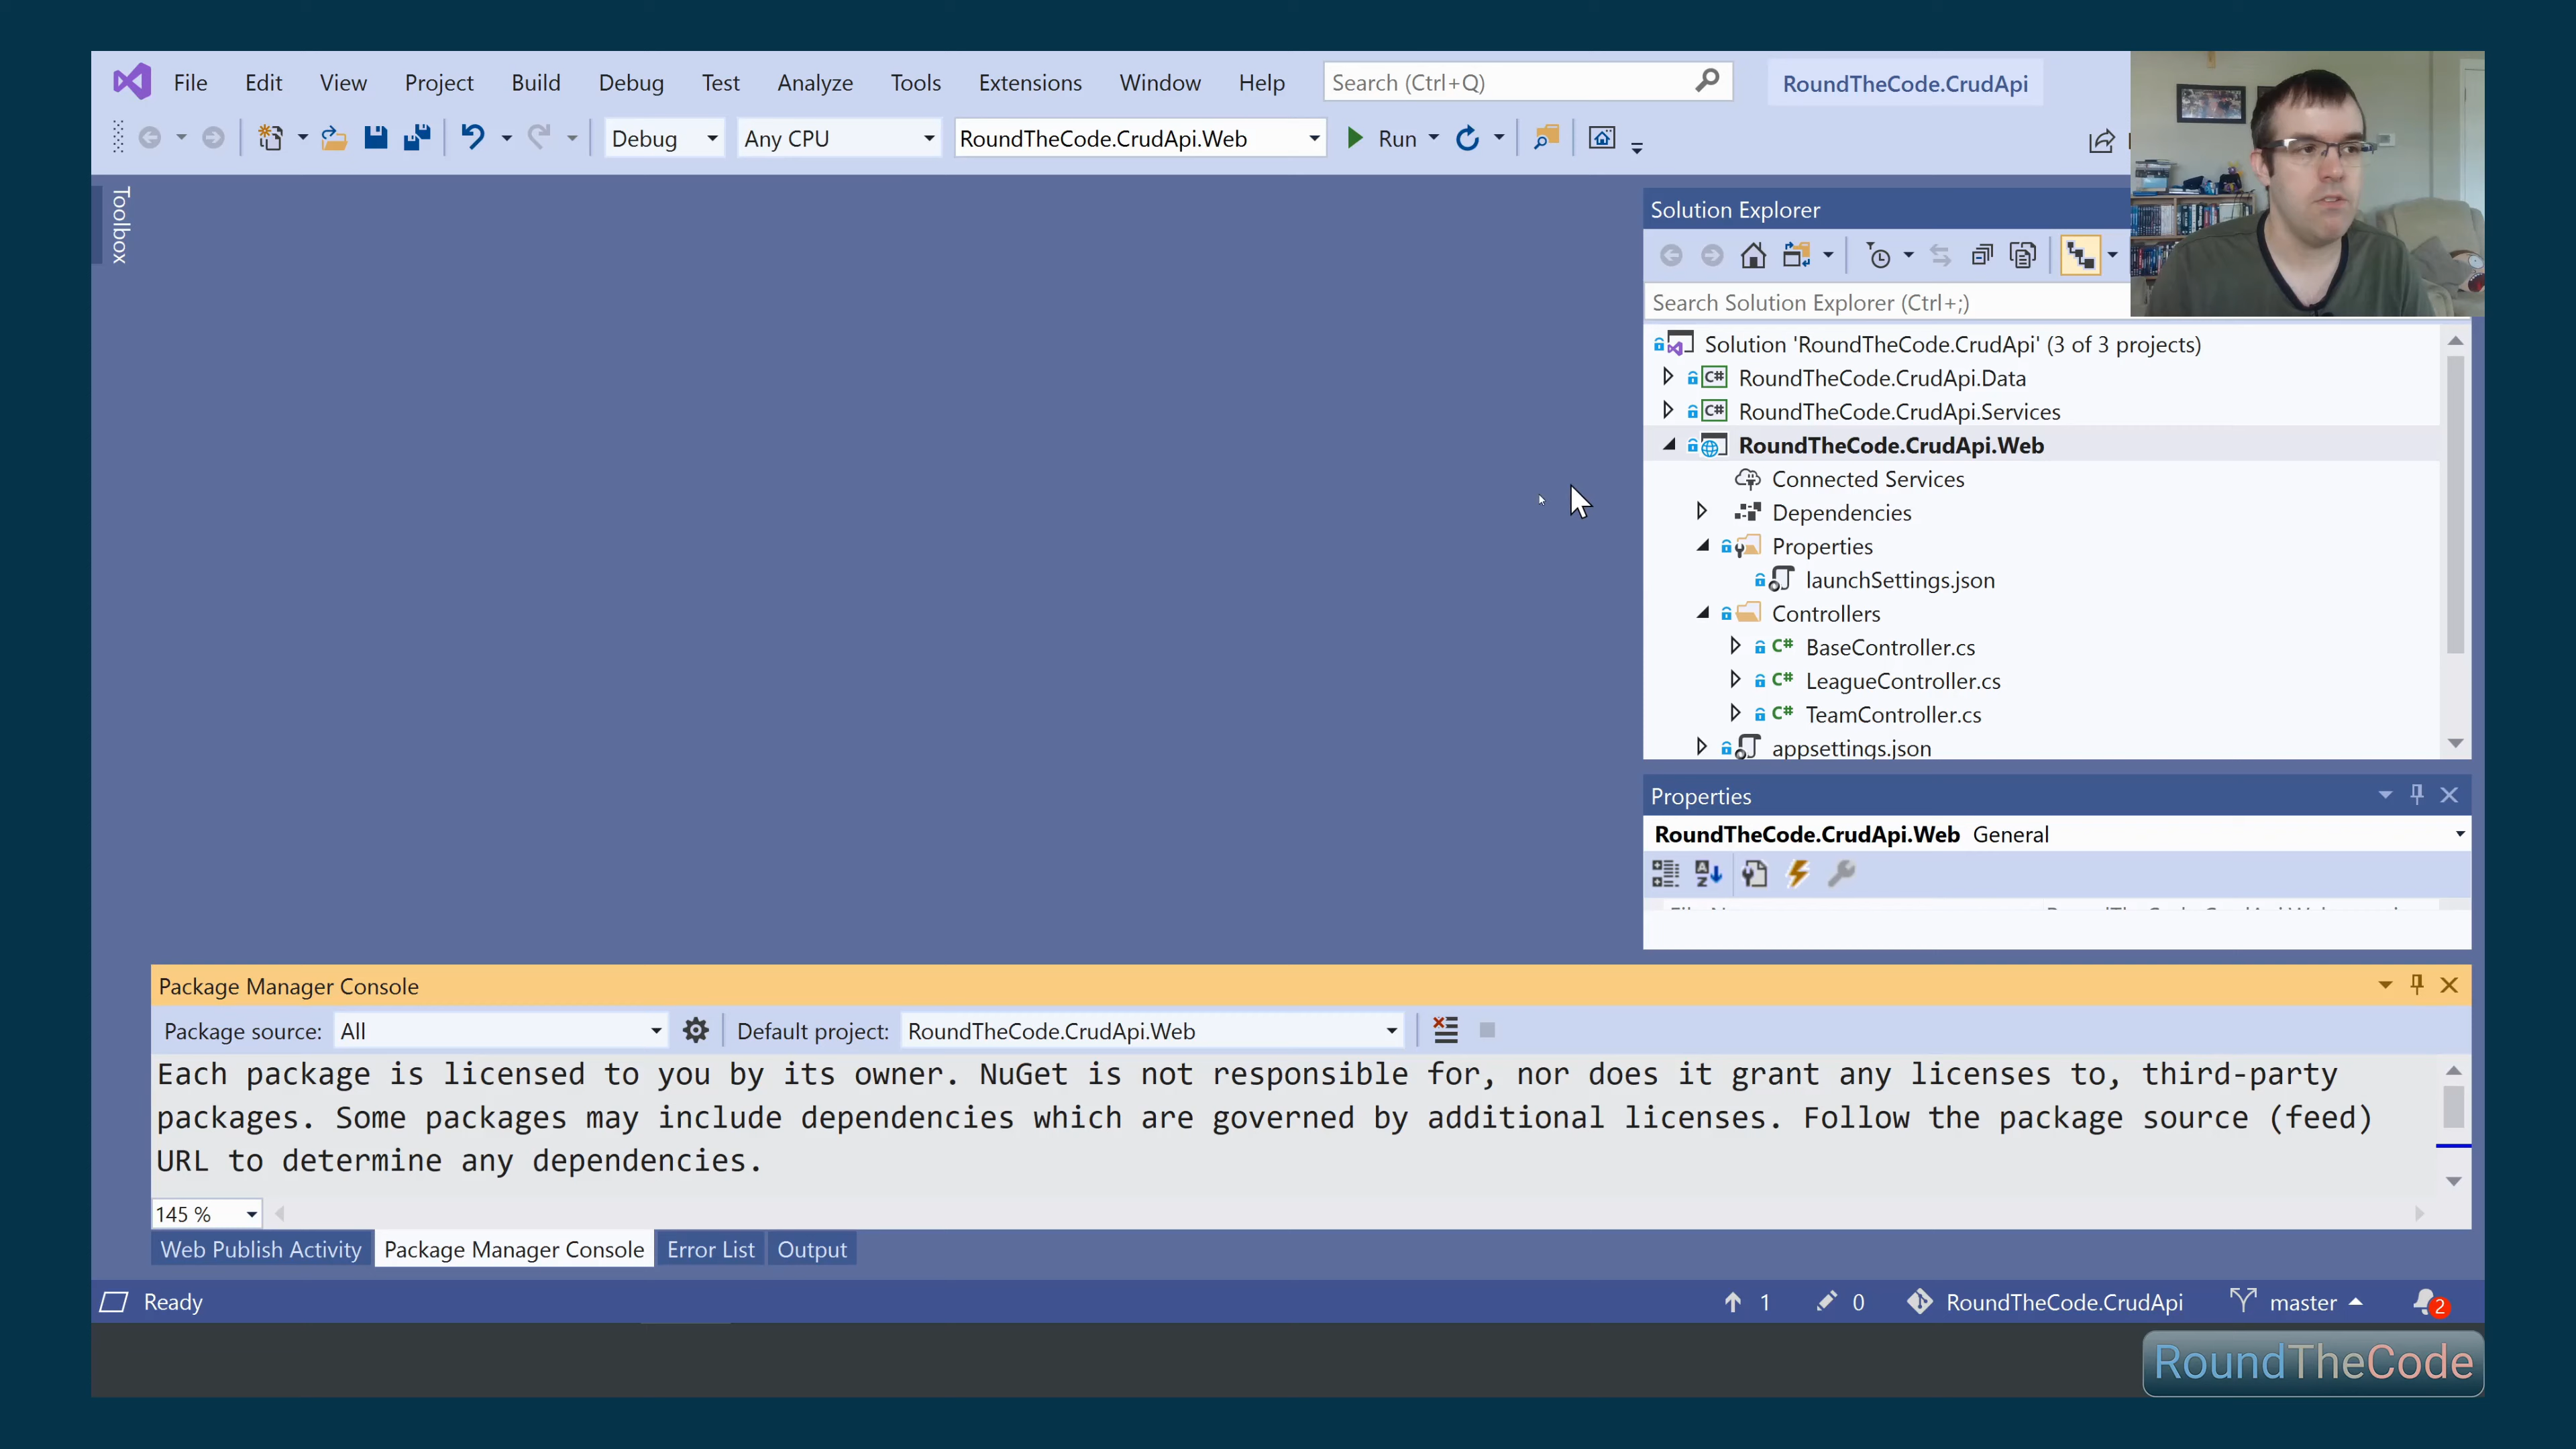 File Edit View Project Build Debug Test Analyze Tools Extensions Window Help Search (Ctrl+Q) RoundTheCode.CrudApi
Debug Any CPU RoundTheCode.CrudApi.Web Run
Toolbox
Solution Explorer
Search Solution Explorer (Ctrl+;)
Solution 'RoundTheCode.CrudApi' (3 of 3 projects)
C# RoundTheCode.CrudApi.Data
C# RoundTheCode.CrudApi.Services
RoundTheCode.CrudApi.Web
Connected Services
Dependencies
Properties
launchSettings.json
Controllers
C# BaseController.cs
C# LeagueController.cs
C# TeamController.cs
appsettings.json
Properties
RoundTheCode.CrudApi.Web General
Package Manager Console
Package source: All Default project: RoundTheCode.CrudApi.Web
Each package is licensed to you by its owner. NuGet is not responsible for, nor does it grant any licenses to, third-party
packages. Some packages may include dependencies which are governed by additional licenses. Follow the package source (feed)
URL to determine any dependencies.
145 %
Web Publish Activity Package Manager Console Error List Output
Ready 1 0 RoundTheCode.CrudApi master 2
RoundTheCode